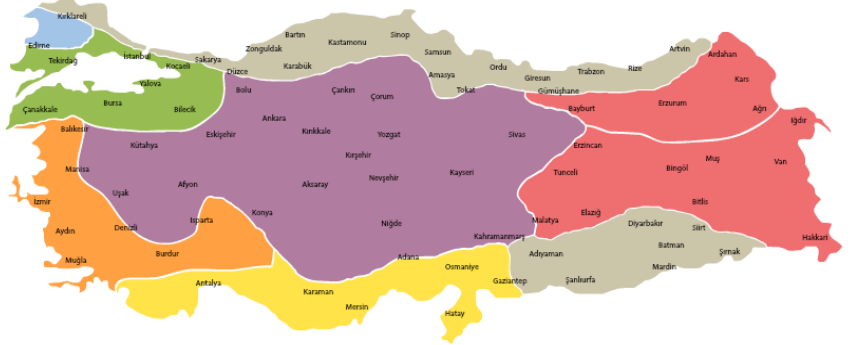 Kırklareli
Edirne
Tekirdag
İstanbul
Kocaeli
Sakarya
Yalova
Çanakkale
Bursa
Bilecik
Düzce
Zonguldak
Bartın
Karabük
Kastamonu
Sinop
Samsun
Amasya
Tokat
Ordu
Giresun
Gümüşhane
Trabzon
Rize
Artvin
Ardahan
Kars
Bayburt
Erzurum
Ağrı
Iğdır
Bolu
Çankırı
Çorum
Ankara
Eskişehir
Kırıkkale
Yozgat
Sivas
Balıkesir
Kütahya
Kırşehir
Erzincan
Manisa
Uşak
Afyon
Aksaray
Nevşehir
Kayseri
Tunceli
Bingöl
Muş
Van
Izmir
Aydın
Denizli
Isparta
Konya
Niğde
Kahramanmarş
Malatya
Elazığ
Bitlis
Diyarbakır
Siirt
Hakkari
Muğla
Burdur
Adana
Osmaniye
Adıyaman
Batman
Şırnak
Mardin
Antalya
Karaman
Mersin
Hatay
Gaziantep
Şanlıurfa